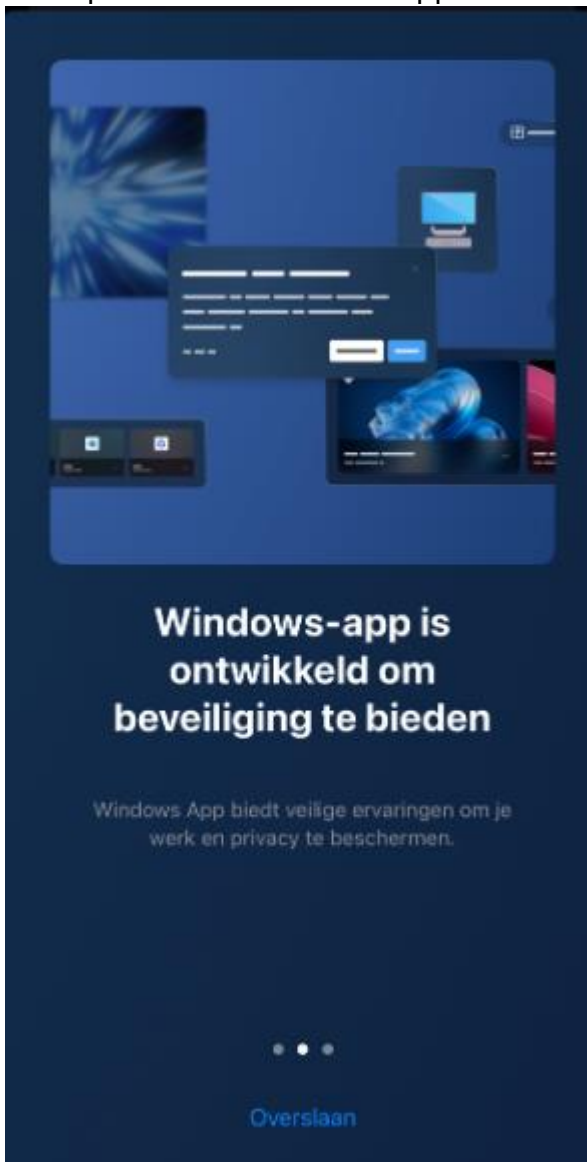 Windows-app is
ontwikkeld om
beveiliging te bieden
Windows App biedt veilige ervaringen om je
werk en privacy te beschermen.
Overslaan